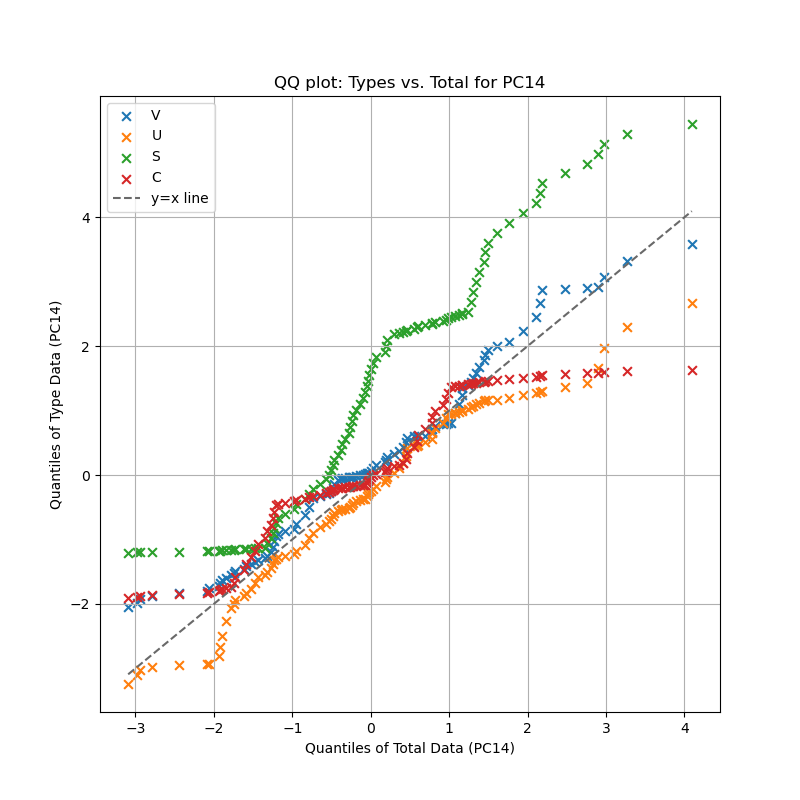 QQ plot: Types vs. Total for PC14
V
U
S
C
y=x line
Quantiles of Type Data (PC14)
4
2
0
−2
−3
−2
−1
0
1
2
3
4
Quantiles of Total Data (PC14)